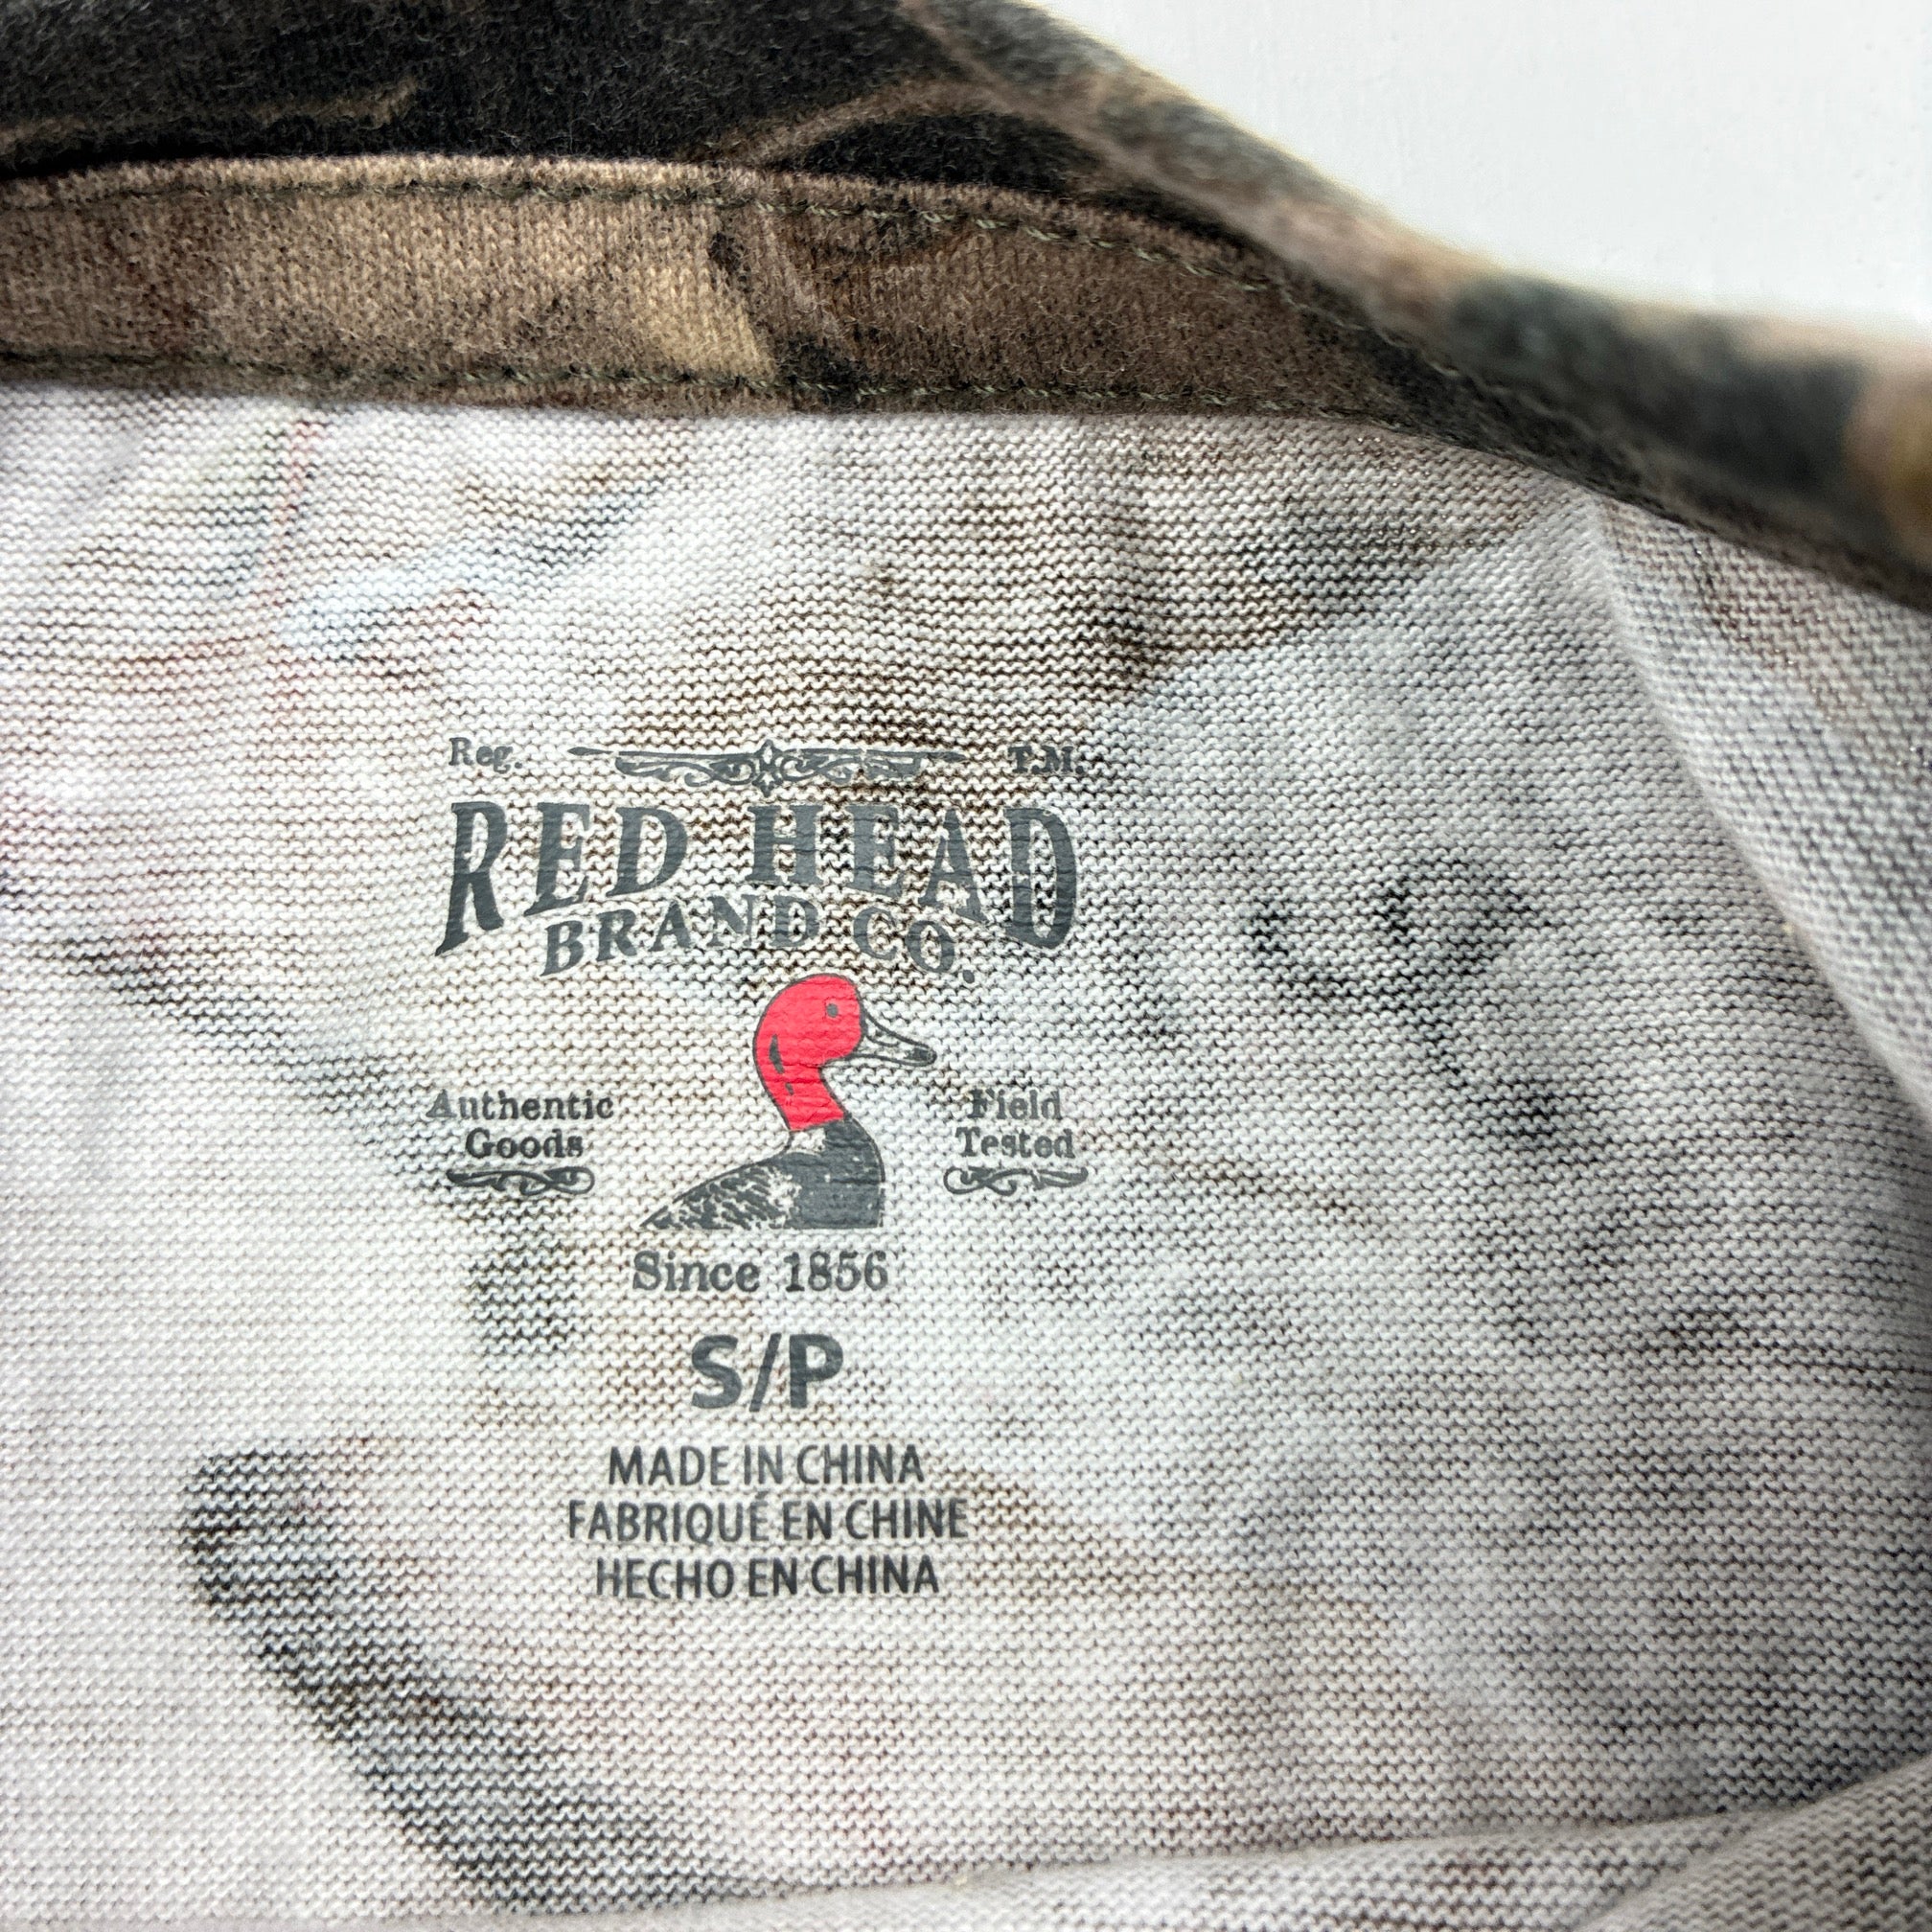 Reg. T.M.
RED HEAD
BRAND CO.
Authentic Goods
Field Tested
Since 1856
S/P
MADE IN CHINA
FABRIQUÉ EN CHINE
HECHO EN CHINA